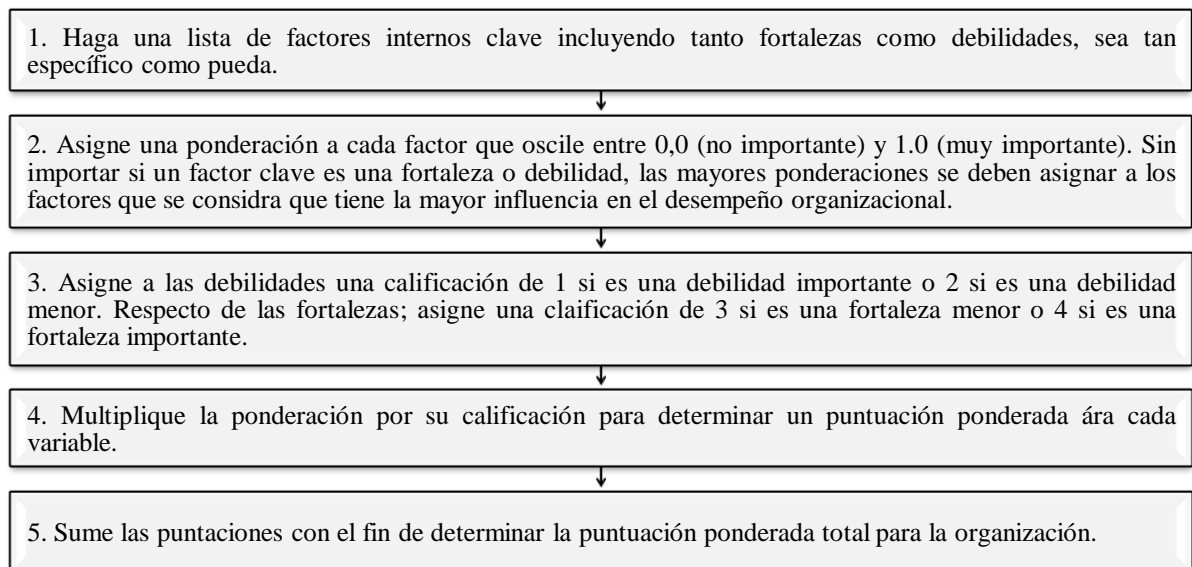 1. Haga una lista de factores internos clave incluyendo tanto fortalezas como debilidades, sea tan
específico como pueda.
2. Asigne una ponderación a cada factor que oscile entre 0,0 (no importante) y 1.0 (muy importante). Sin
importar si un factor clave es una fortaleza o debilidad, las mayores ponderaciones se deben asignar a los
factores que se considra que tiene la mayor influencia en el desempeño organizacional.
3. Asigne a las debilidades una calificación de 1 si es una debilidad importante o 2 si es una debilidad
menor. Respecto de las fortalezas; asigne una claificación de 3 si es una fortaleza menor o 4 si es una
fortaleza importante.
4. Multiplique la ponderación por su calificación para determinar un puntuación ponderada ára cada
variable.
5. Sume las puntaciones con el fin de determinar la puntuación ponderada total para la organización.